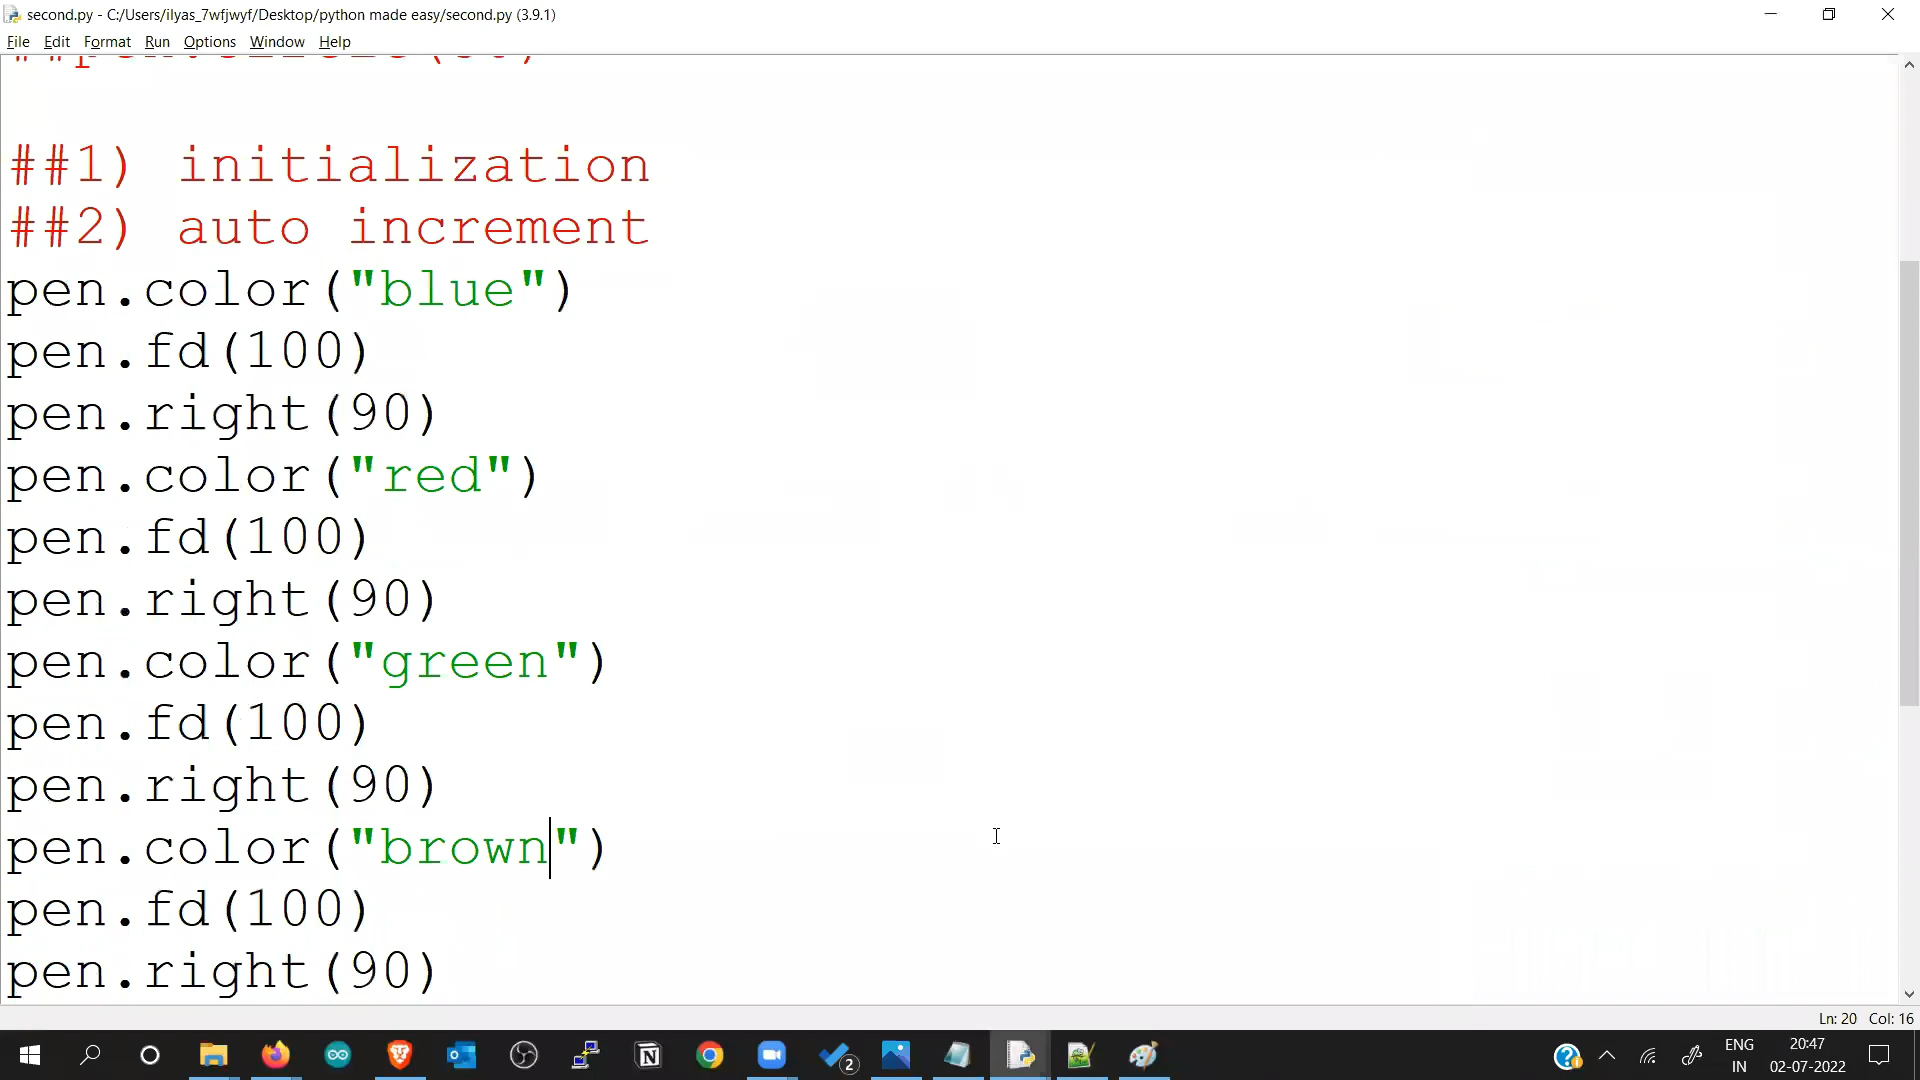 second.py - C:/Users/ilyas_7wfjwyf/Desktop/python made easy/second.py (3.9.1)
File Edit Format Run Options Window Help
##1) initialization
##2) auto increment
pen.color("blue")
pen.fd(100)
pen.right(90)
pen.color("red")
pen.fd(100)
pen.right(90)
pen.color("green")
pen.fd(100)
pen.right(90)
pen.color("brown")
pen.fd(100)
pen.right(90)
Ln: 20 Col: 16
2
ENG
IN
20:47
02-07-2022